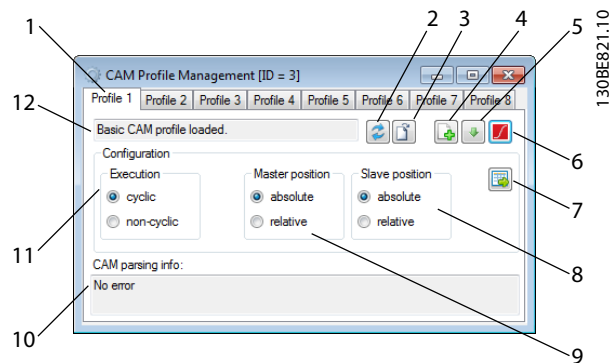 1
2
3
4
5
130BE821.10
CAM Profile Management [ID = 3]
Profile 1 Profile 2 Profile 3 Profile 4 Profile 5 Profile 6 Profile 7 Profile 8
12
Basic CAM profile loaded.
6
Configuration
Execution
Master position
Slave position
cyclic
absolute
absolute
7
non-cyclic
relative
relative
11
8
CAM parsing info:
No error
10
9